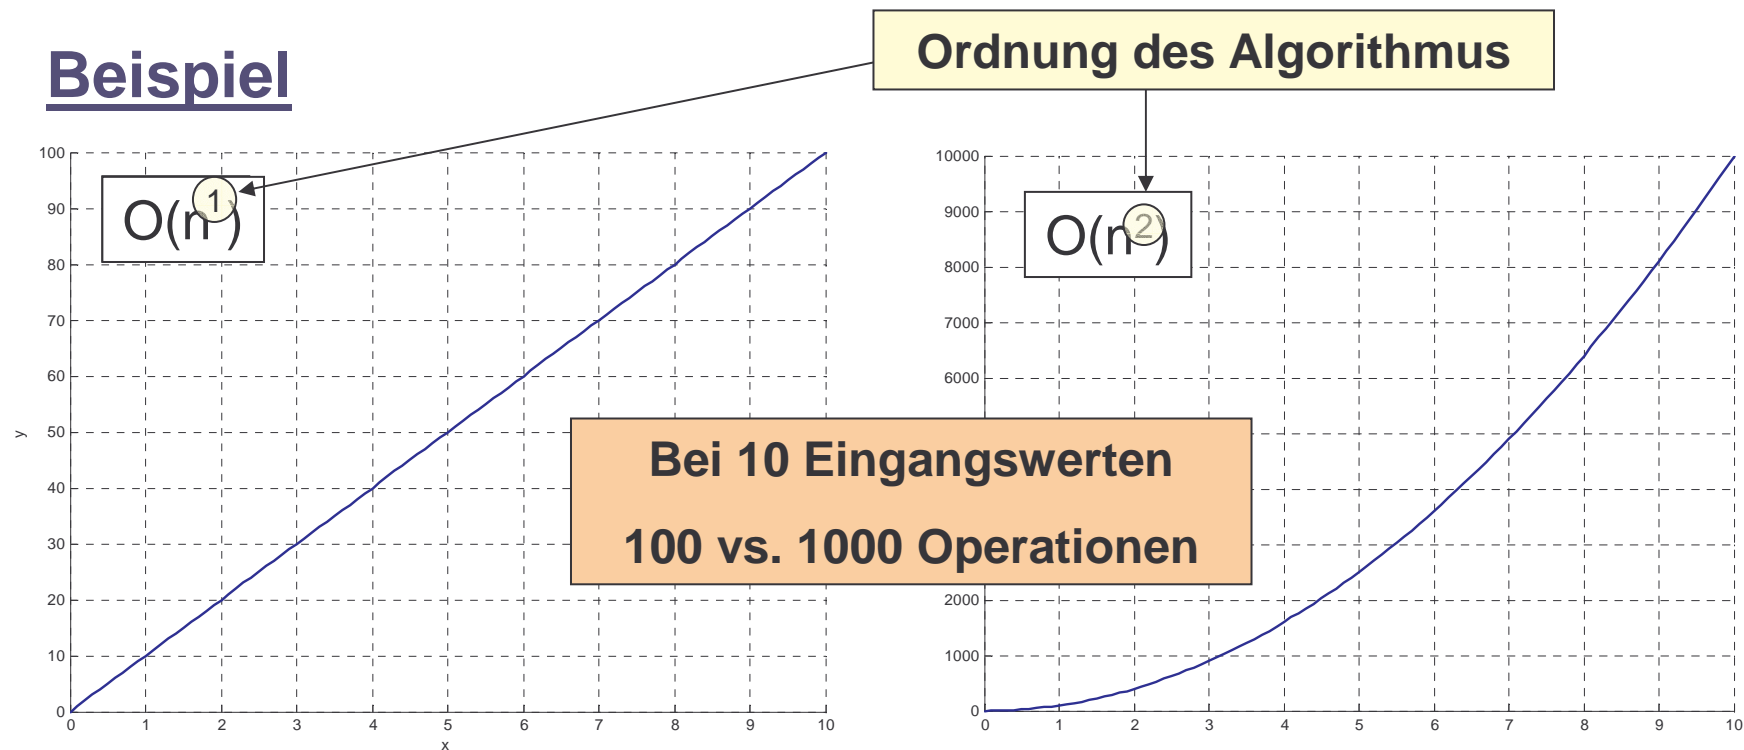 Beispiel
Ordnung des Algorithmus
O(n¹)
O(n²)
Bei 10 Eingangswerten
100 vs. 1000 Operationen
100
90
80
70
60
50
40
30
20
10
0
y
0 1 2 3 4 5 6 7 8 9 10
x
10000
9000
8000
7000
6000
2000
1000
0
0 1 2 3 4 5 6 7 8 9 10